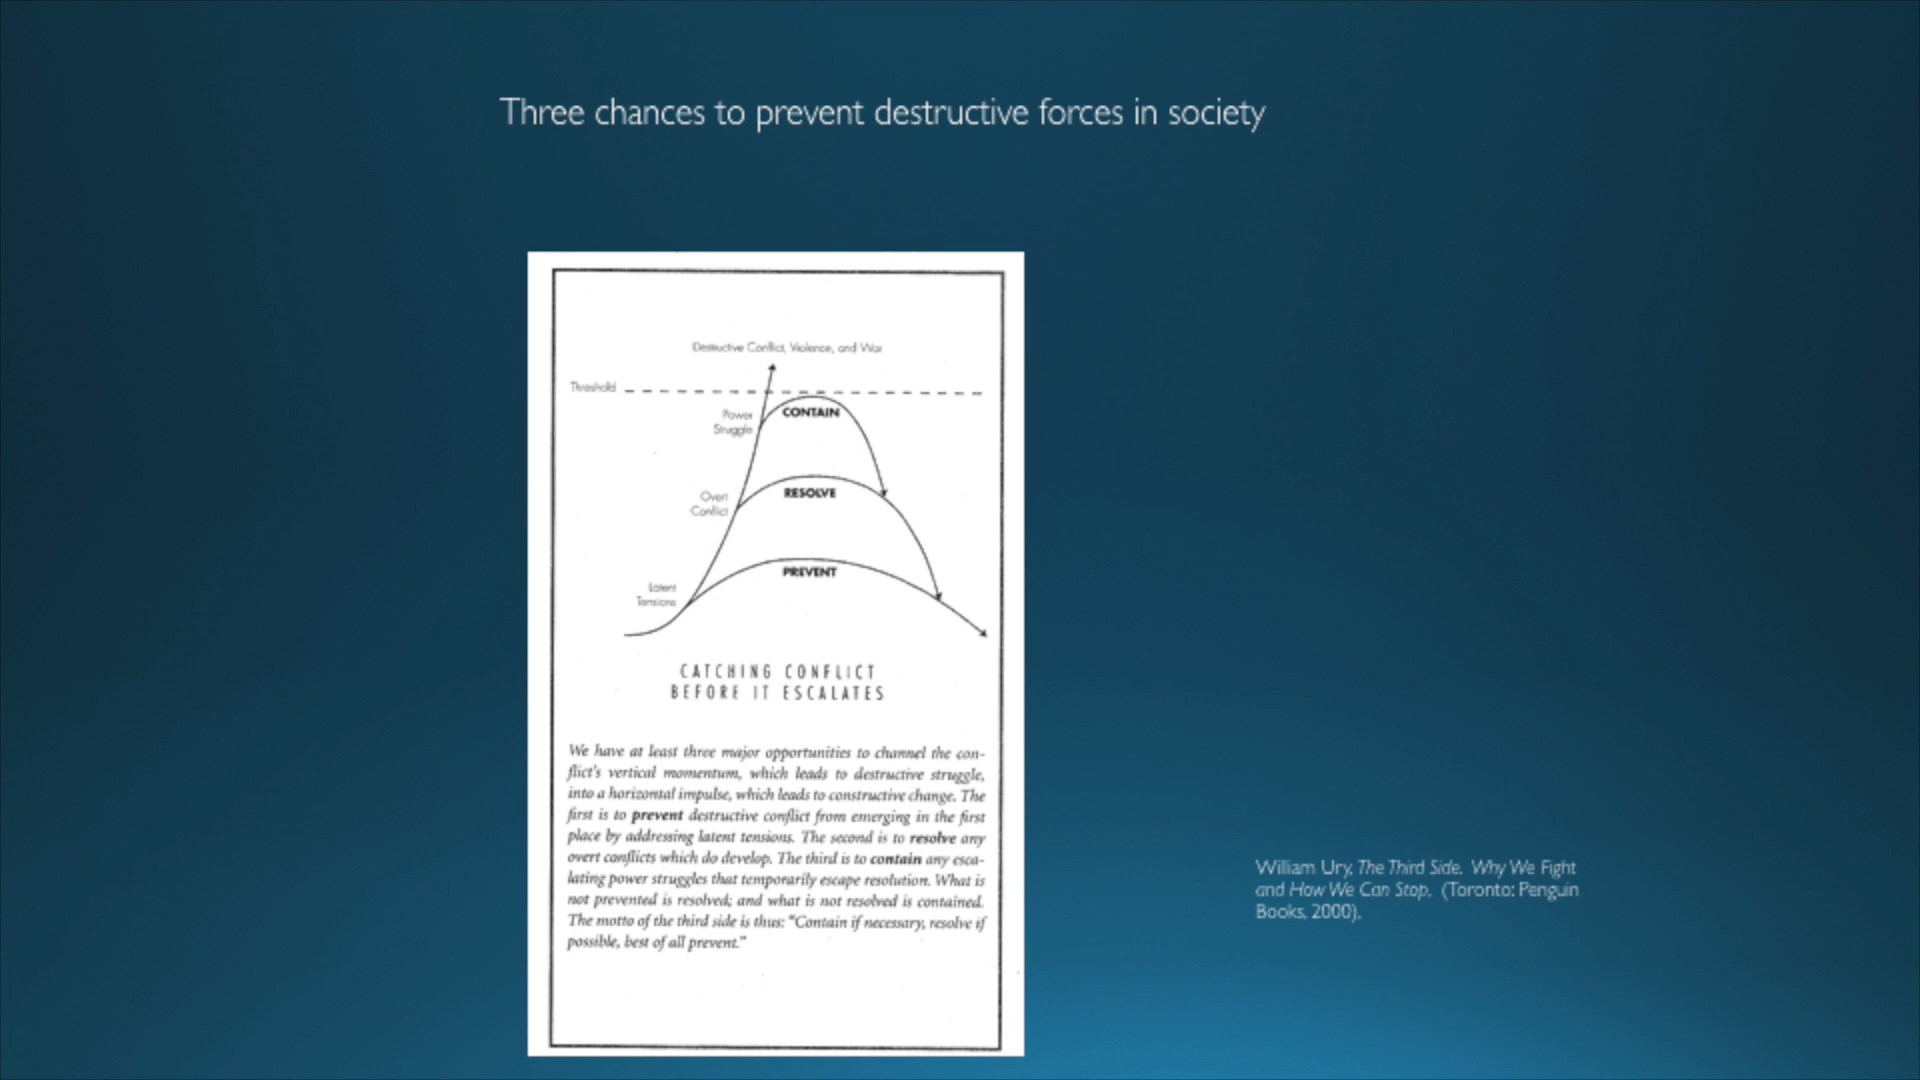 Three chances to prevent destructive forces in society
Destructive Conflict, Violence, and War
Threshold
Power
Struggle
CONTAIN
Overt
Conflict
RESOLVE
Latent
Tensions
PREVENT
CATCHING CONFLICT
BEFORE IT ESCALATES
We have at least three major opportunities to channel the con-
flict's vertical momentum, which leads to destructive struggle,
into a horizontal impulse, which leads to constructive change. The
first is to prevent destructive conflict from emerging in the first
place by addressing latent tensions. The second is to resolve any
overt conflicts which do develop. The third is to contain any esca-
lating power struggles that temporarily escape resolution. What is
not prevented is resolved; and what is not resolved is contained.
The motto of the third side is thus: "Contain if necessary, resolve if
possible, best of all prevent."
William Ury, The Third Side. Why We Fight
and How We Can Stop. (Toronto: Penguin
Books, 2000).